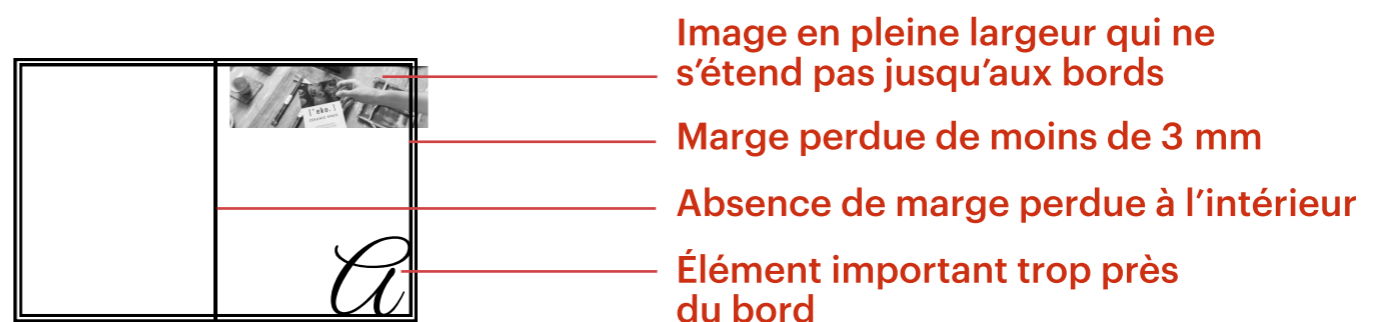 Image en pleine largeur qui ne
s’étend pas jusqu’aux bords
Marge perdue de moins de 3 mm
Absence de marge perdue à l’intérieur
Élément important trop près
du bord
a